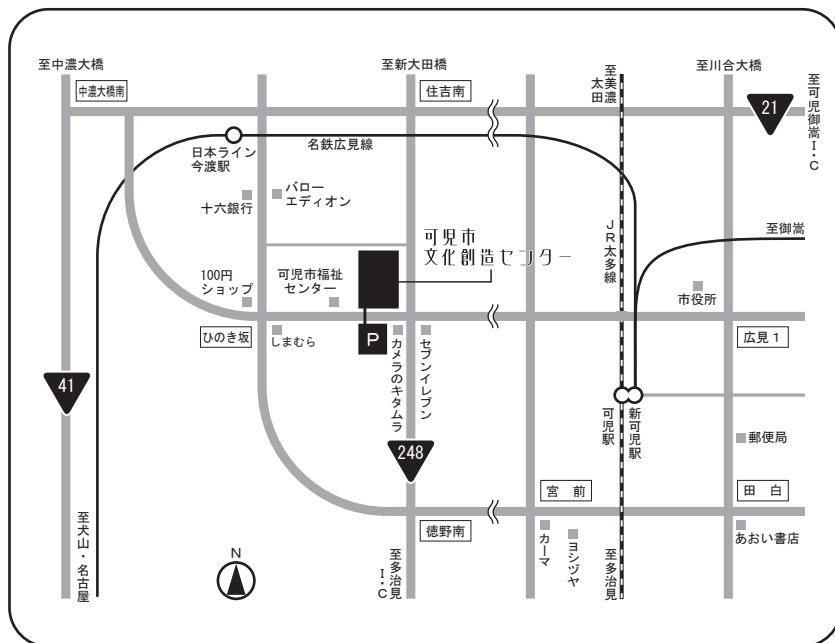 至中濃大橋
至新大田橋
至川合大橋
中濃大橋南
住吉南
至美濃太田
21
至可児御嵩I・C
日本ライン
今渡駅
名鉄広見線
十六銀行
バロー
エディオン
可児市
文化創造センター
JR太多線
至御嵩
100円
ショップ
可児市福祉
センター
市役所
ひのき坂
しまむら
P
カメラのキタムラ
セブンイレブン
広見1
41
可児駅
新可児駅
248
郵便局
宮 前
田 白
徳野南
至犬山・名古屋
N
至多治見I・C
カーマ
ヨシヅヤ
至多治見
あおい書店